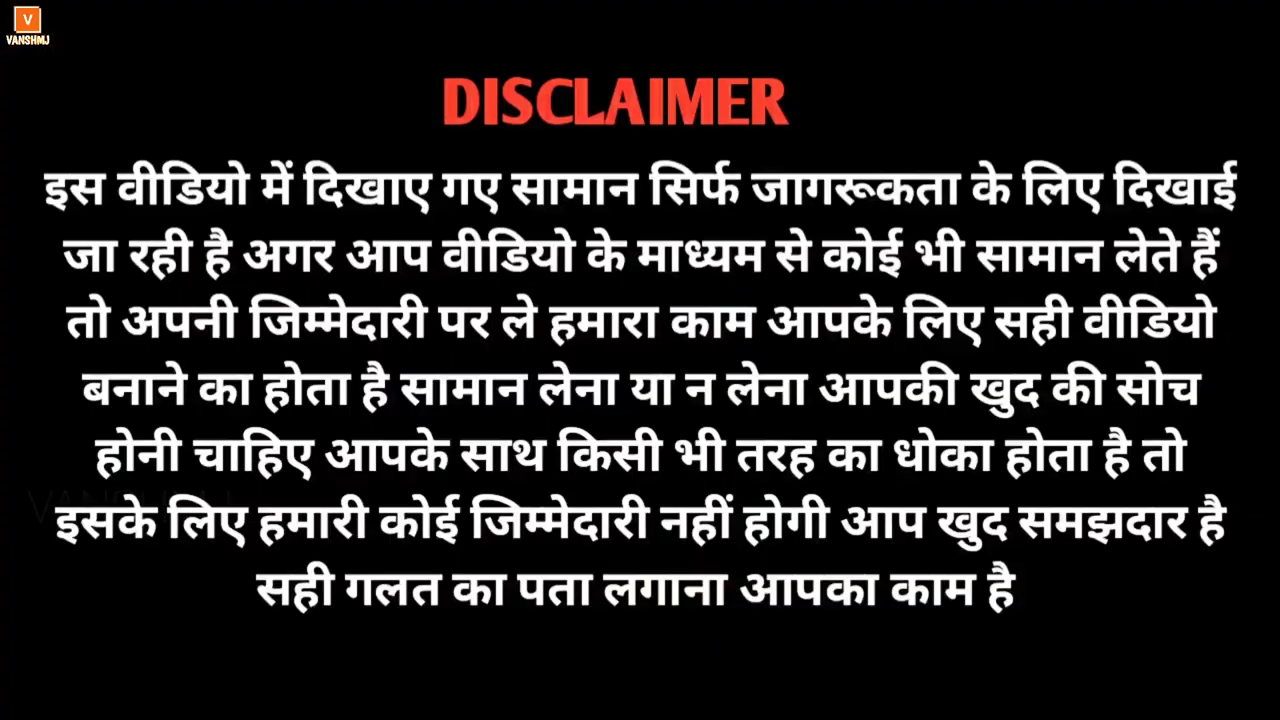 V
VANSHMJ
DISCLAIMER
इस वीडियो में दिखाए गए सामान सिर्फ जागरूकता के लिए दिखाई
जा रही है अगर आप वीडियो के माध्यम से कोई भी सामान लेते हैं
तो अपनी जिम्मेदारी पर ले हमारा काम आपके लिए सही वीडियो
बनाने का होता है सामान लेना या न लेना आपकी खुद की सोच
होनी चाहिए आपके साथ किसी भी तरह का धोका होता है तो
VANSHMJ
इसके लिए हमारी कोई जिम्मेदारी नहीं होगी आप खुद समझदार है
सही गलत का पता लगाना आपका काम है